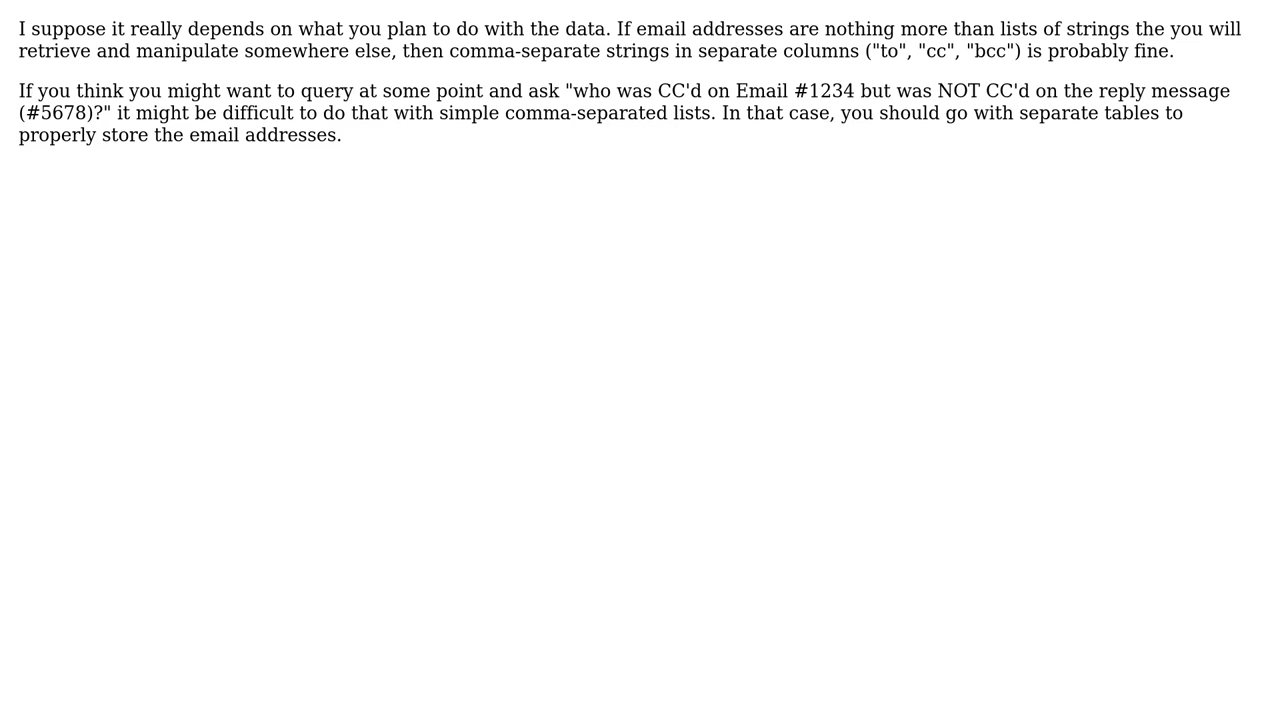 I suppose it really depends on what you plan to do with the data. If email addresses are nothing more than lists of strings the you will
retrieve and manipulate somewhere else, then comma-separate strings in separate columns ("to", "cc", "bcc") is probably fine.
If you think you might want to query at some point and ask "who was CC'd on Email #1234 but was NOT CC'd on the reply message
(#5678)?" it might be difficult to do that with simple comma-separated lists. In that case, you should go with separate tables to
properly store the email addresses.